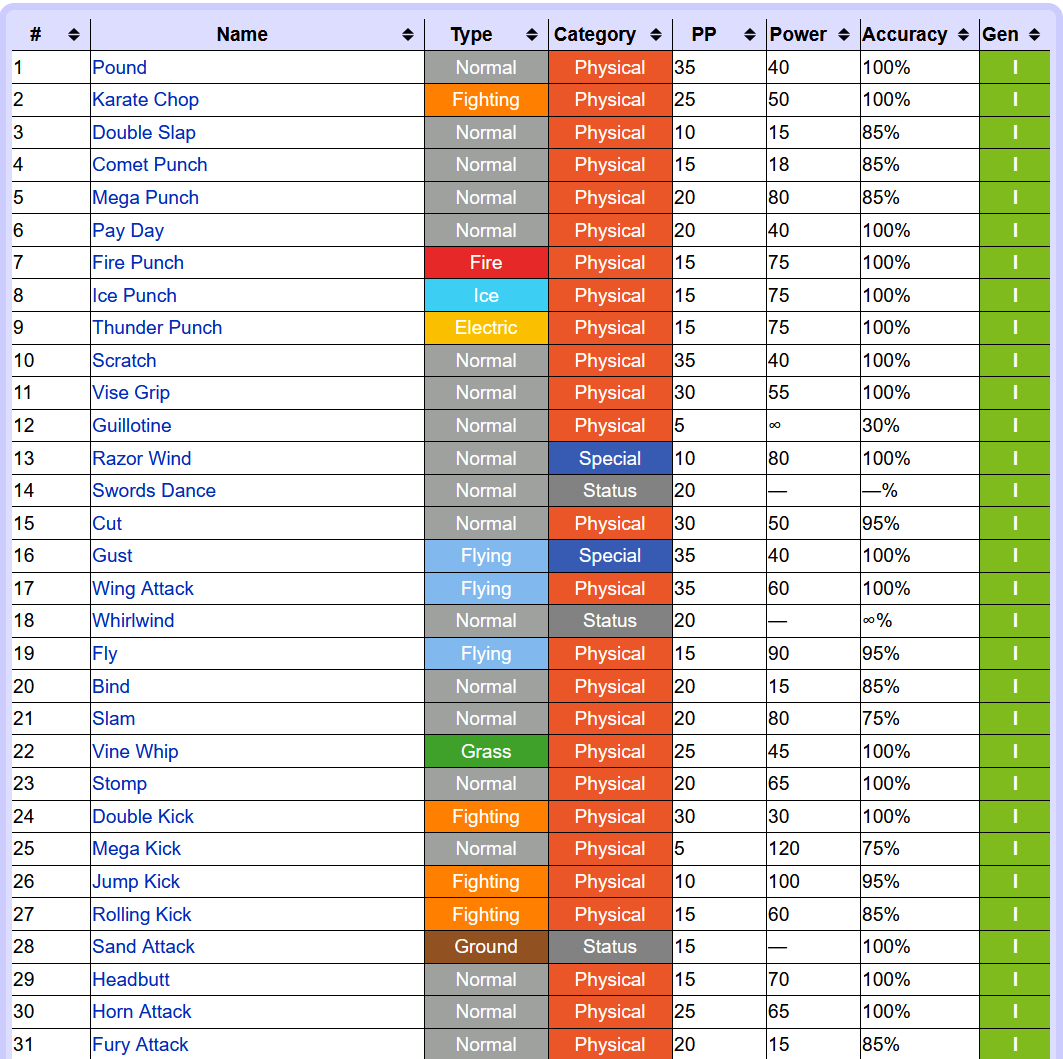 # Name Type Category PP Power Accuracy Gen
1 Pound Normal Physical 35 40 100% I
2 Karate Chop Fighting Physical 25 50 100% I
3 Double Slap Normal Physical 10 15 85% I
4 Comet Punch Normal Physical 15 18 85% I
5 Mega Punch Normal Physical 20 80 85% I
6 Pay Day Normal Physical 20 40 100% I
7 Fire Punch Fire Physical 15 75 100% I
8 Ice Punch Ice Physical 15 75 100% I
9 Thunder Punch Electric Physical 15 75 100% I
10 Scratch Normal Physical 35 40 100% I
11 Vise Grip Normal Physical 30 55 100% I
12 Guillotine Normal Physical 5 ∞ 30% I
13 Razor Wind Normal Special 10 80 100% I
14 Swords Dance Normal Status 20 — —% I
15 Cut Normal Physical 30 50 95% I
16 Gust Flying Special 35 40 100% I
17 Wing Attack Flying Physical 35 60 100% I
18 Whirlwind Normal Status 20 — ∞% I
19 Fly Flying Physical 15 90 95% I
20 Bind Normal Physical 20 15 85% I
21 Slam Normal Physical 20 80 75% I
22 Vine Whip Grass Physical 25 45 100% I
23 Stomp Normal Physical 20 65 100% I
24 Double Kick Fighting Physical 30 30 100% I
25 Mega Kick Normal Physical 5 120 75% I
26 Jump Kick Fighting Physical 10 100 95% I
27 Rolling Kick Fighting Physical 15 60 85% I
28 Sand Attack Ground Status 15 — 100% I
29 Headbutt Normal Physical 15 70 100% I
30 Horn Attack Normal Physical 25 65 100% I
31 Fury Attack Normal Physical 20 15 85% I